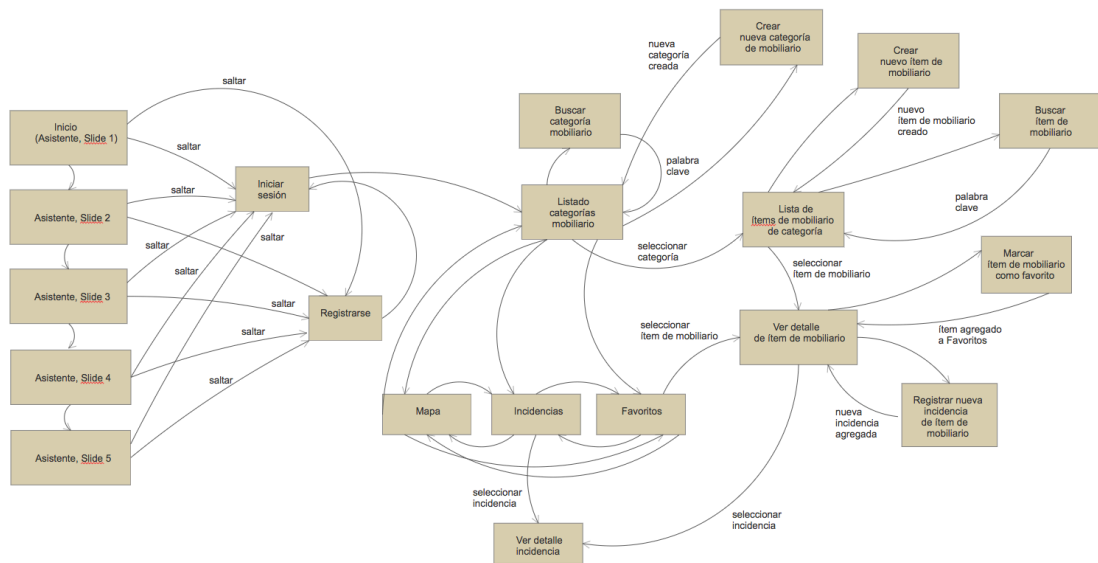 Crear
nueva categoría
de mobiliario
nueva
categoría
creada
Crear
nuevo ítem de
mobiliario
saltar
Inicio
(Asistente, Slide 1)
Buscar
categoría
mobiliario
nuevo
ítem de mobiliario
creado
Buscar
ítem de
mobiliario
saltar
palabra
clave
saltar
Iniciar
sesión
Asistente, Slide 2
Listado
categorías
mobiliario
Lista de
ítems de mobiliario
de categoría
palabra
clave
saltar
saltar
seleccionar
categoría
Marcar
ítem de mobiliario
como favorito
saltar
seleccionar
ítem de mobiliario
Asistente, Slide 3
saltar
Registrarse
saltar
seleccionar
ítem de mobiliario
Ver detalle
de ítem de mobiliario
ítem agregado
a Favoritos
Asistente, Slide 4
saltar
Mapa
Incidencias
Favoritos
nueva
incidencia
agregada
Registrar nueva
incidencia
de ítem de
mobiliario
Asistente, Slide 5
seleccionar
incidencia
seleccionar
incidencia
Ver detalle
incidencia